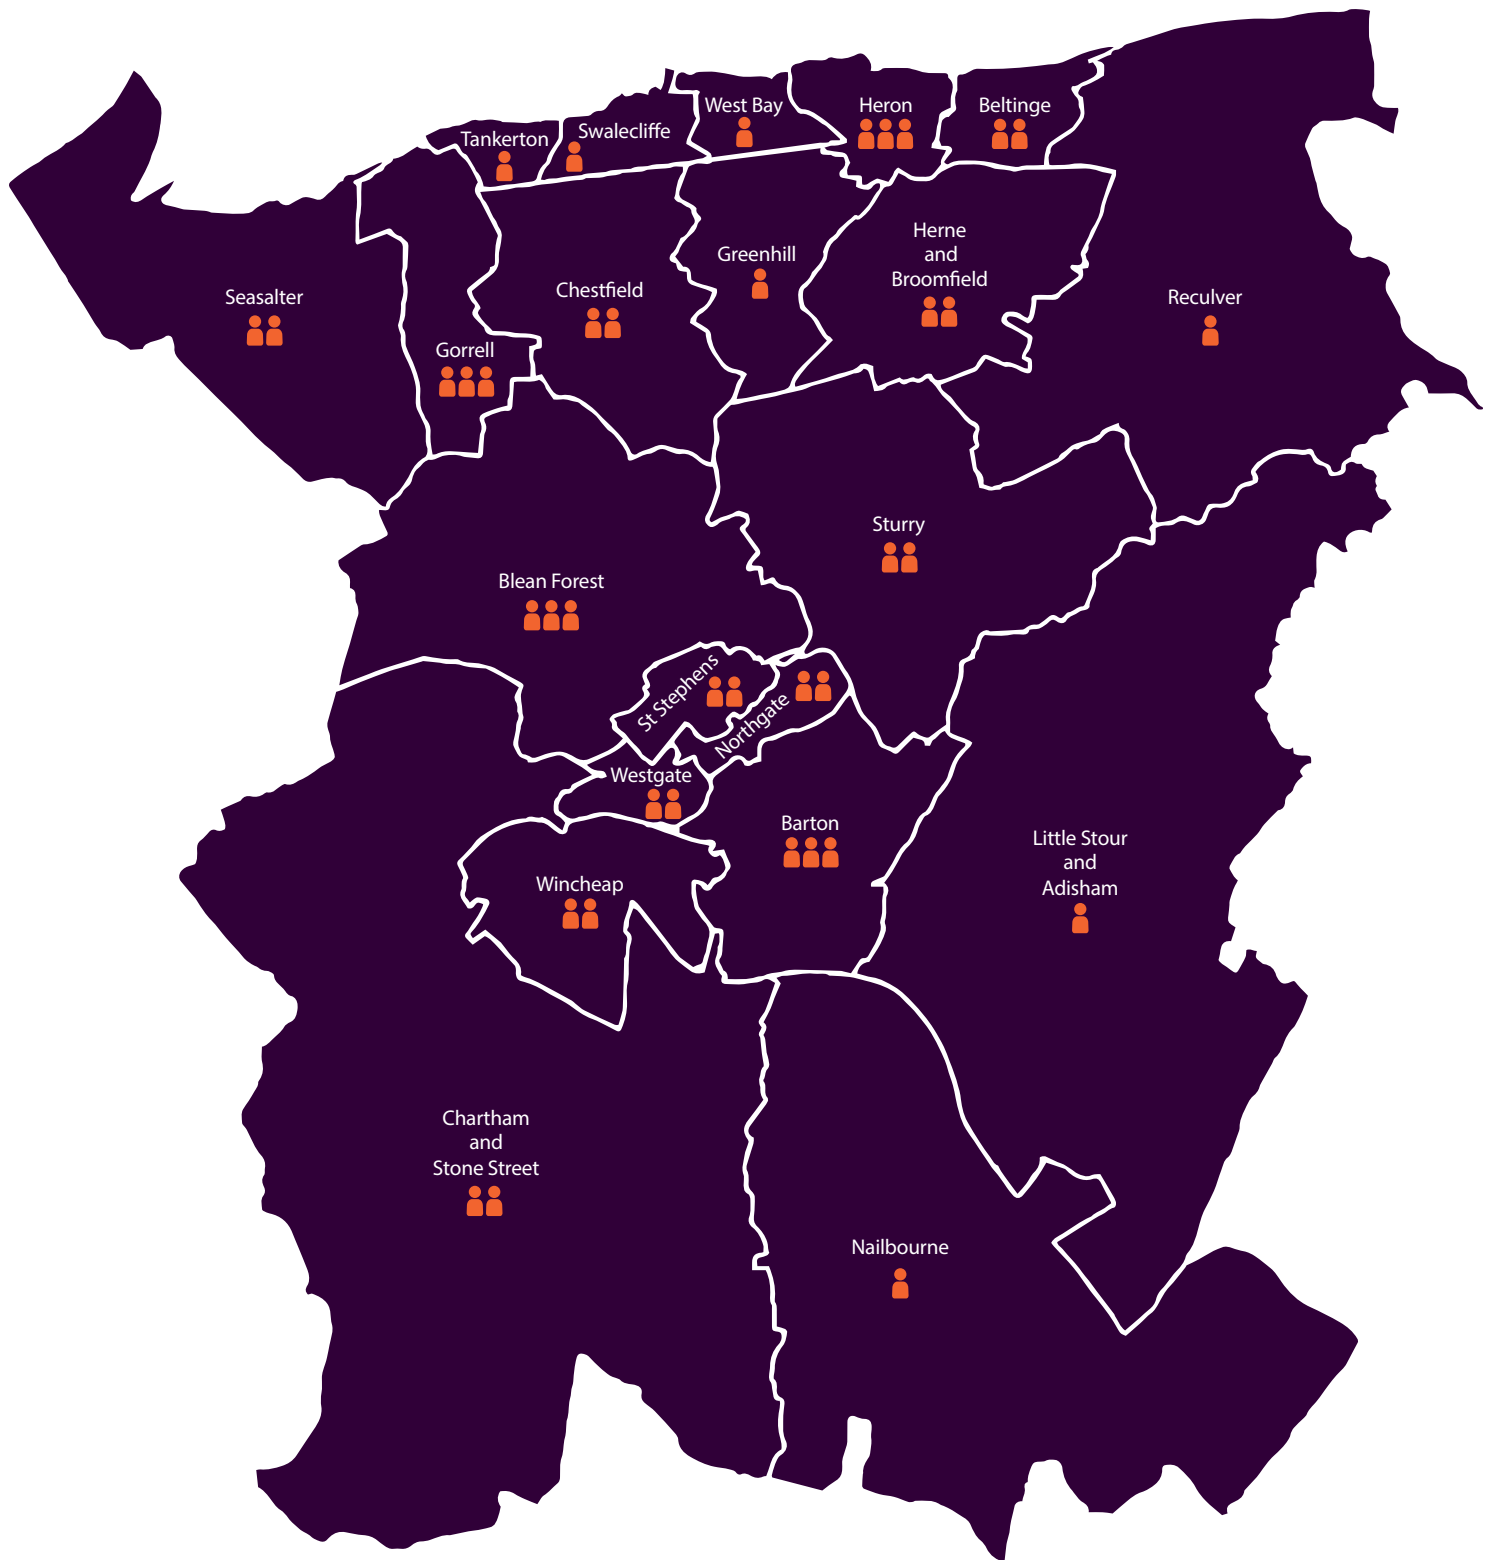 West Bay
Heron
Beltinge
Tankerton
Swalecliffe
Herne
and
Broomfield
Greenhill
Chestfield
Seasalter
Reculver
Gorrell
Sturry
Blean Forest
St Stephens
Northgate
Westgate
Barton
Little Stour
and
Adisham
Wincheap
Chartham
and
Stone Street
Nailbourne